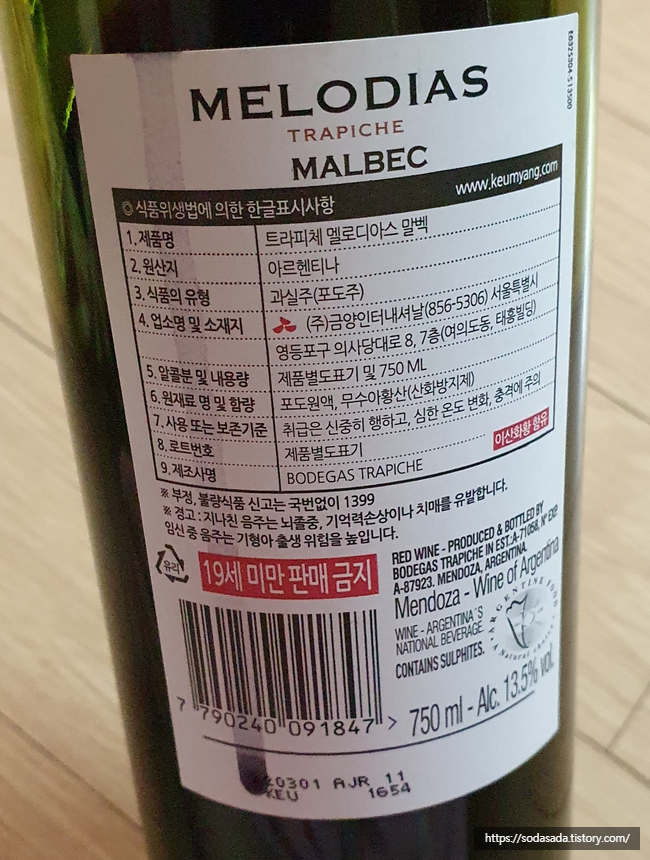 E0325304-513500
MELODIAS
TRAPICHE
MALBEC
www.keumyang.com
◎식품위생법에 의한 한글표시사항
1.제품명 트라피체 멜로디아스 말벡
2.원산지 아르헨티나
3.식품의 유형 과실주(포도주)
4.업소명 및 소재지 (주)금양인터내셔날(856-5306) 서울특별시
영등포구 의사당대로 8, 7층(여의도동, 태흥빌딩)
5.알콜분 및 내용량 제품별도표기 및 750 ML
6.원재료 명 및 함량 포도원액, 무수아황산(산화방지제)
7.사용 또는 보존기준 취급은 신중히 행하고, 심한 온도 변화, 충격에 주의
8.로트번호 제품별도표기
이산화황 함유
9.제조사명 BODEGAS TRAPICHE
※ 부정, 불량식품 신고는 국번없이 1399
※ 경고 : 지나친 음주는 뇌졸중, 기억력손상이나 치매를 유발합니다.
임신 중 음주는 기형아 출생 위험을 높입니다.
유리
19세 미만 판매 금지
RED WINE - PRODUCED & BOTTLED BY
BODEGAS TRAPICHE IN EST.:A-71058, Nº EXP.
A-87923. MENDOZA, ARGENTINA.
Mendoza - Wine of Argentina
WINE - ARGENTINA´S
NATIONAL BEVERAGE.
CONTAINS SULPHITES.
7 790240 091847 >
750 ml - Alc. 13.5% vol.
20301 AJR 11
KEU 1654
https://sodasada.tistory.com/